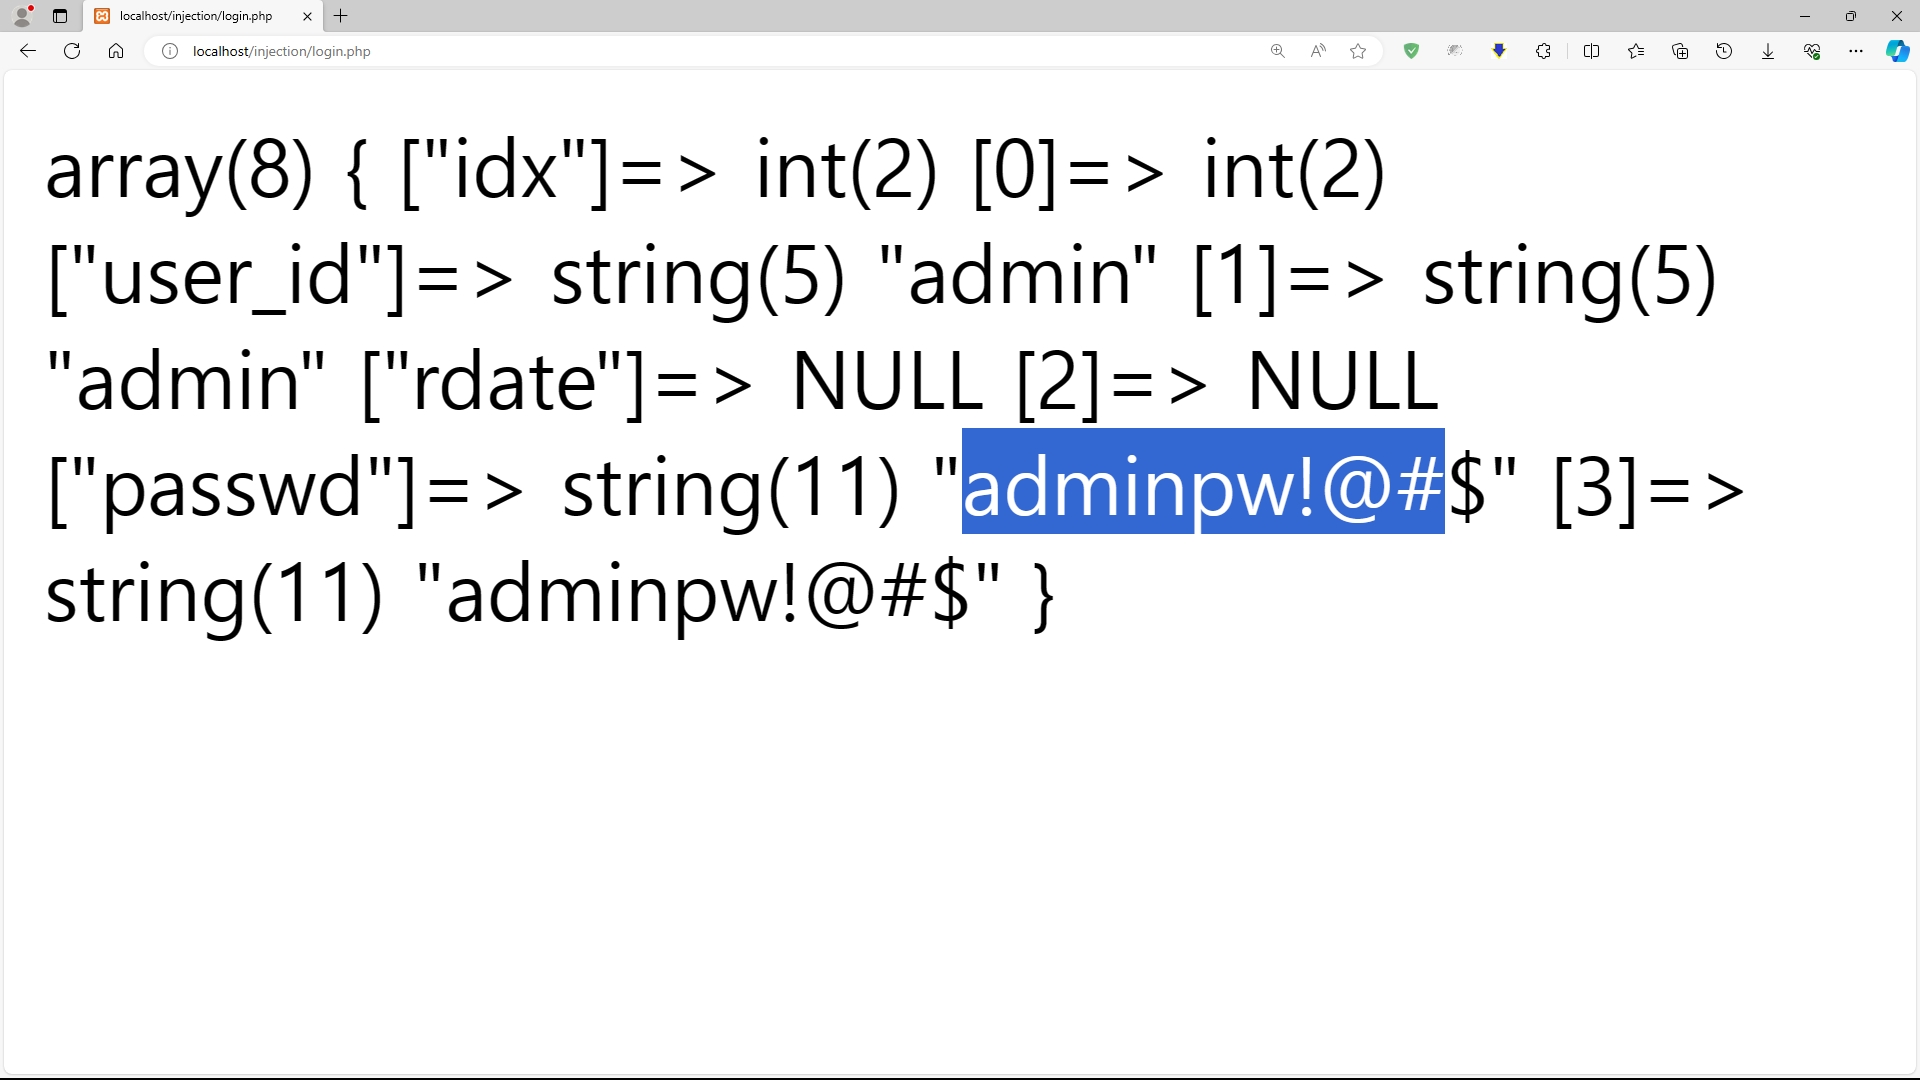 localhost/injection/login.php
localhost/injection/login.php
array(8) { ["idx"]=> int(2) [0]=> int(2)
["user_id"]=> string(5) "admin" [1]=> string(5)
"admin" ["rdate"]=> NULL [2]=> NULL
["passwd"]=> string(11) "adminpw!@#$" [3]=>
string(11) "adminpw!@#$" }